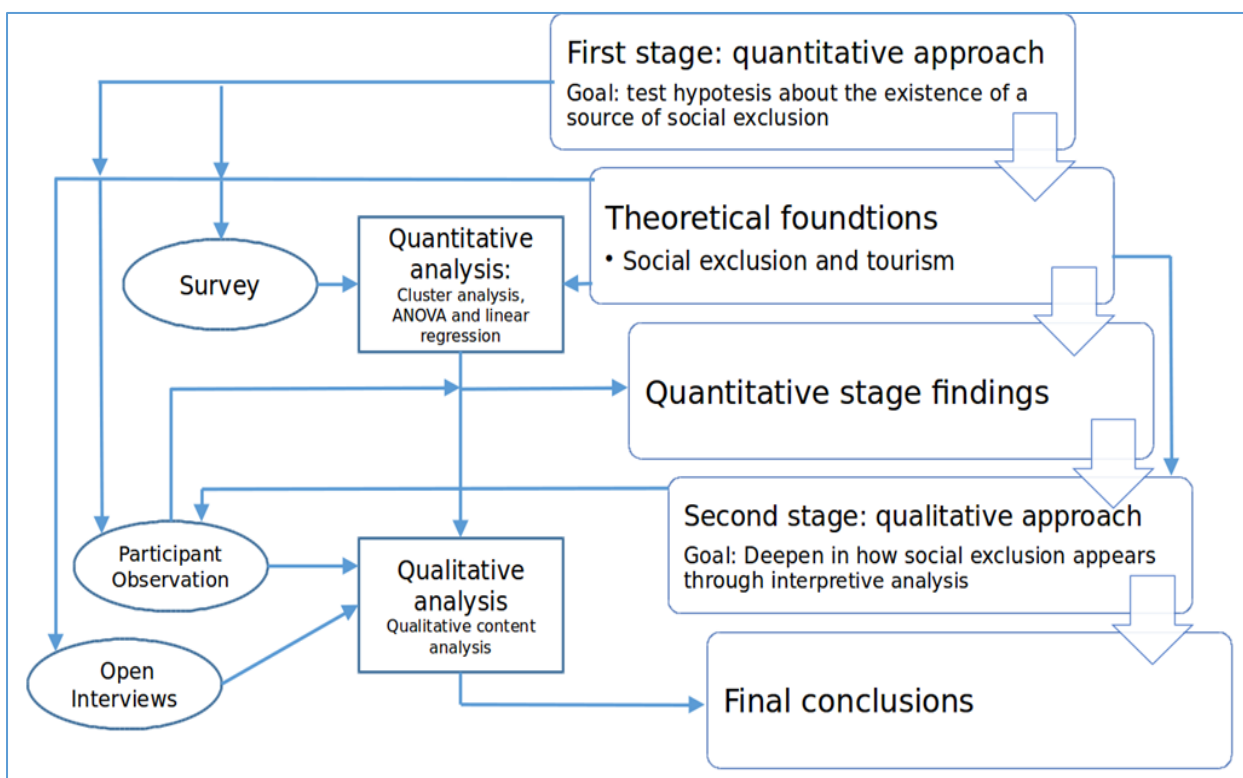 First stage: quantitative approach
Goal: test hypotesis about the existence of a
source of social exclusion
Theoretical foundtions
• Social exclusion and tourism
Quantitative
analysis:
Cluster analysis,
ANOVA and linear
regression
Survey
Quantitative stage findings
Second stage: qualitative approach
Goal: Deepen in how social exclusion appears
through interpretive analysis
Participant
Observation
Qualitative
analysis
Qualitative content
analysis
Open
Interviews
Final conclusions